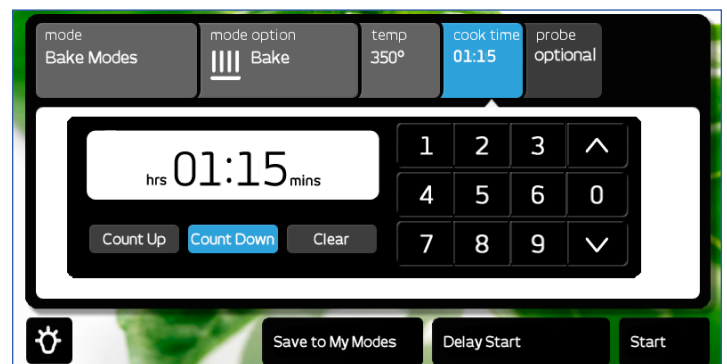 mode mode option temp cook time probe
Bake Modes Bake 350° 01:15 optional
hrs 01:15 mins
1 2 3
4 5 6 0
7 8 9
Count Up Count Down Clear
Save to My Modes Delay Start Start